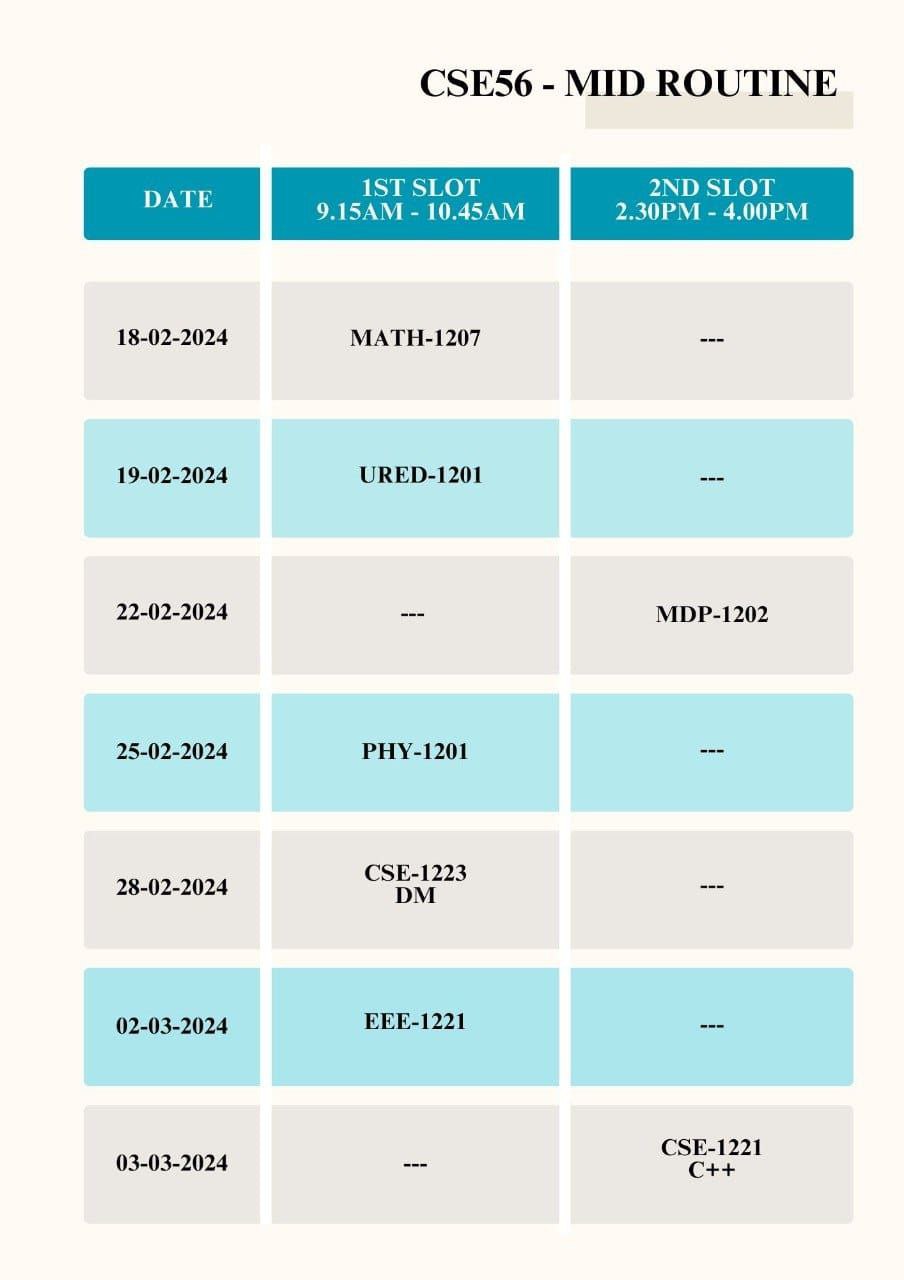 CSE56 - MID ROUTINE
DATE
1ST SLOT
9.15AM - 10.45AM
2ND SLOT
2.30PM - 4.00PM
18-02-2024
MATH-1207
---
19-02-2024
URED-1201
---
22-02-2024
---
MDP-1202
25-02-2024
PHY-1201
---
28-02-2024
CSE-1223
DM
---
02-03-2024
EEE-1221
---
03-03-2024
---
CSE-1221
C++